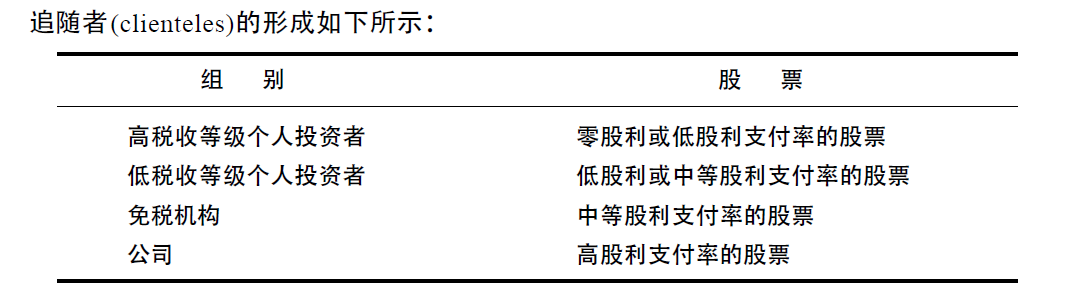 追随者(clienteles)的形成如下所示：
组 别 股 票
高税收等级个人投资者 零股利或低股利支付率的股票
低税收等级个人投资者 低股利或中等股利支付率的股票
免税机构 中等股利支付率的股票
公司 高股利支付率的股票